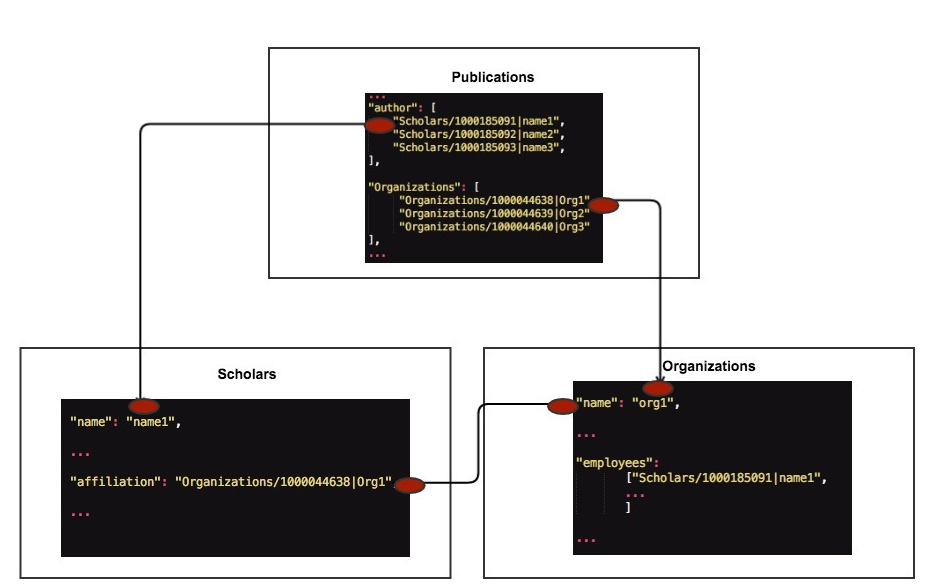 Publications
...
"author": [
"Scholars/1000185091|name1",
"Scholars/1000185092|name2",
"Scholars/1000185093|name3",
],
"Organizations": [
"Organizations/1000044638|Org1"
"Organizations/1000044639|Org2"
"Organizations/1000044640|Org3"
],
...
Scholars
"name": "name1",
...
"affiliation": "Organizations/1000044638|Org1"
...
Organizations
"name": "org1",
...
"employees":
["Scholars/1000185091|name1",
...
]
...